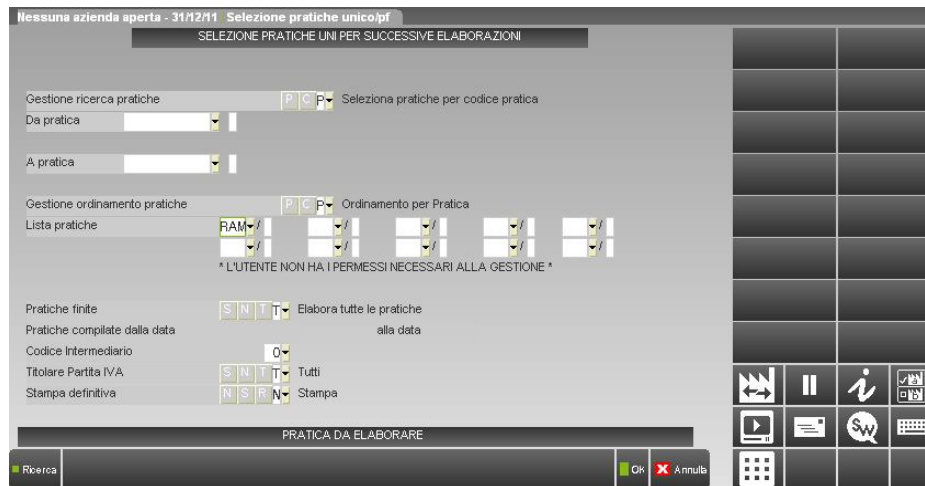 Nessuna azienda aperta - 31/12/11 Selezione pratiche unico/pf
SELEZIONE PRATICHE UNI PER SUCCESSIVE ELABORAZIONI
Gestione ricerca pratiche P C P Seleziona pratiche per codice pratica
Da pratica
A pratica
Gestione ordinamento pratiche P C P Ordinamento per Pratica
Lista pratiche RAM / / / / /
/ / / / /
* L'UTENTE NON HA I PERMESSI NECESSARI ALLA GESTIONE *
Pratiche finite S N T T Elabora tutte le pratiche
Pratiche compilate dalla data alla data
Codice Intermediario 0
Titolare Partita IVA S N T T Tutti
Stampa definitiva N S R N Stampa
PRATICA DA ELABORARE
Ricerca OK Annulla